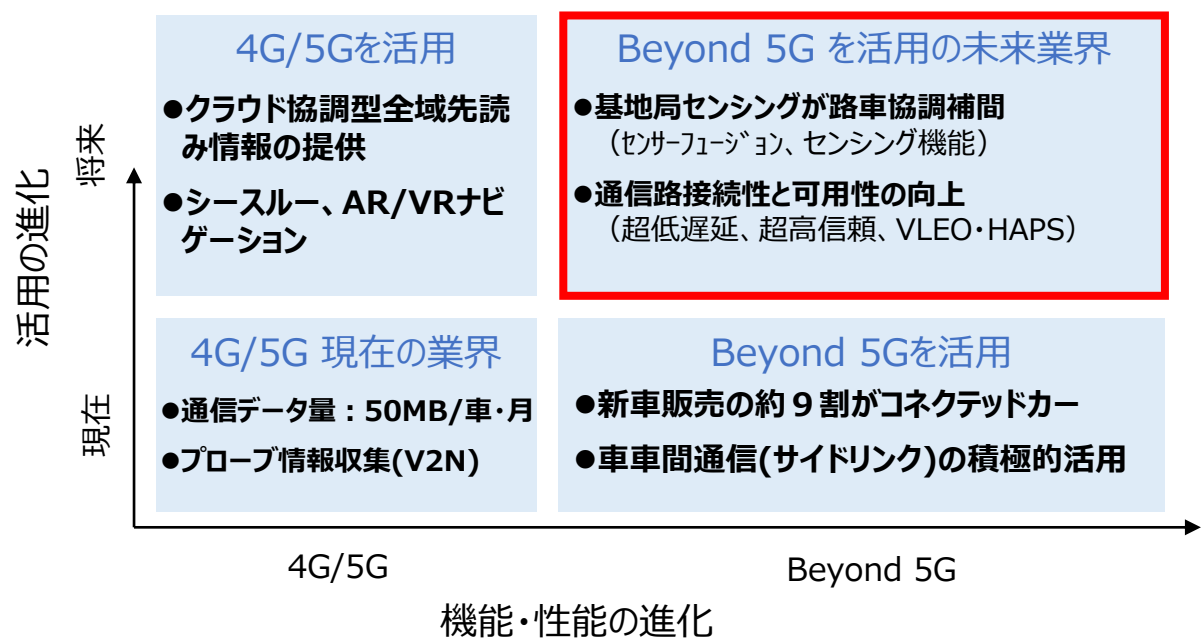 4G/5Gを活用
●クラウド協調型全域先読
み情報の提供
●シースルー、AR/VRナビ
ゲーション
Beyond 5G を活用の未来業界
●基地局センシングが路車協調補間
（ｾﾝｻｰﾌｭｰｼﾞｮﾝ、センシング機能）
●通信路接続性と可用性の向上
（超低遅延、超高信頼、VLEO･HAPS）
4G/5G 現在の業界
●通信データ量：50MB/車･月
●プローブ情報収集(V2N)
Beyond 5Gを活用
●新車販売の約９割がコネクテッドカー
●車車間通信(サイドリンク)の積極的活用
活用の進化
将来
現在
4G/5G
Beyond 5G
機能･性能の進化